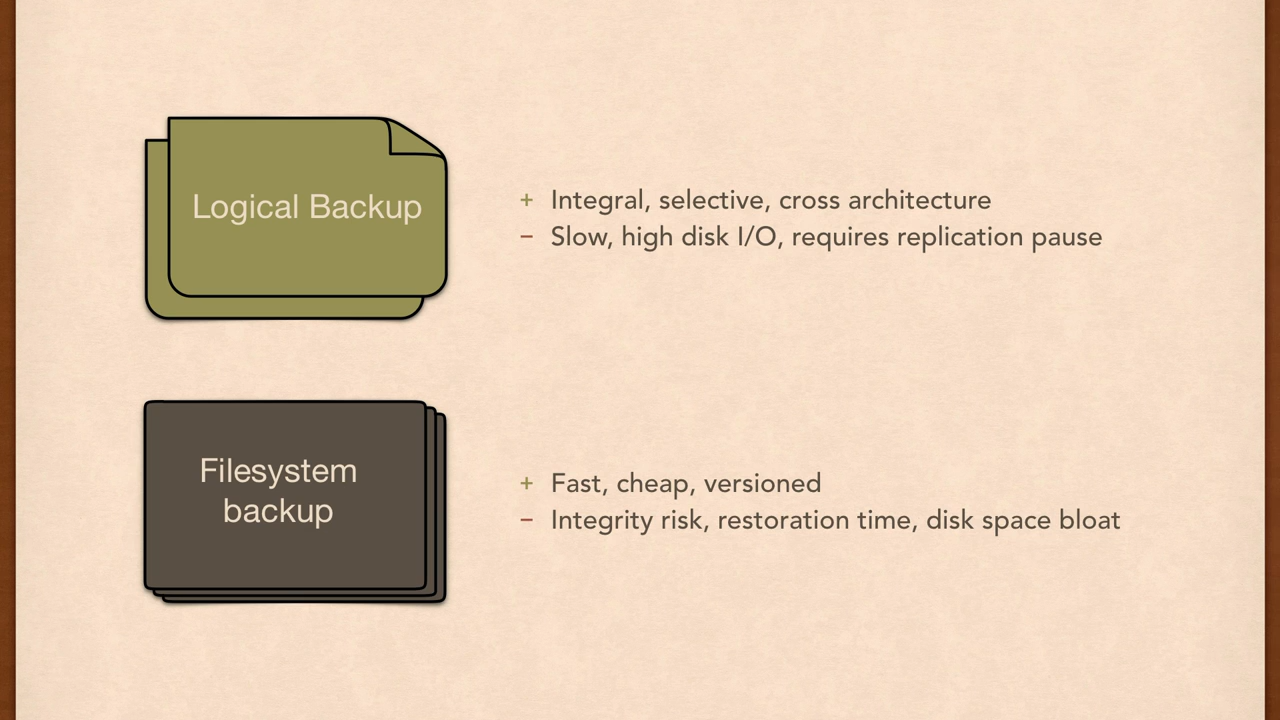 Logical Backup
+ Integral, selective, cross architecture
− Slow, high disk I/O, requires replication pause
Filesystem
backup
+ Fast, cheap, versioned
− Integrity risk, restoration time, disk space bloat